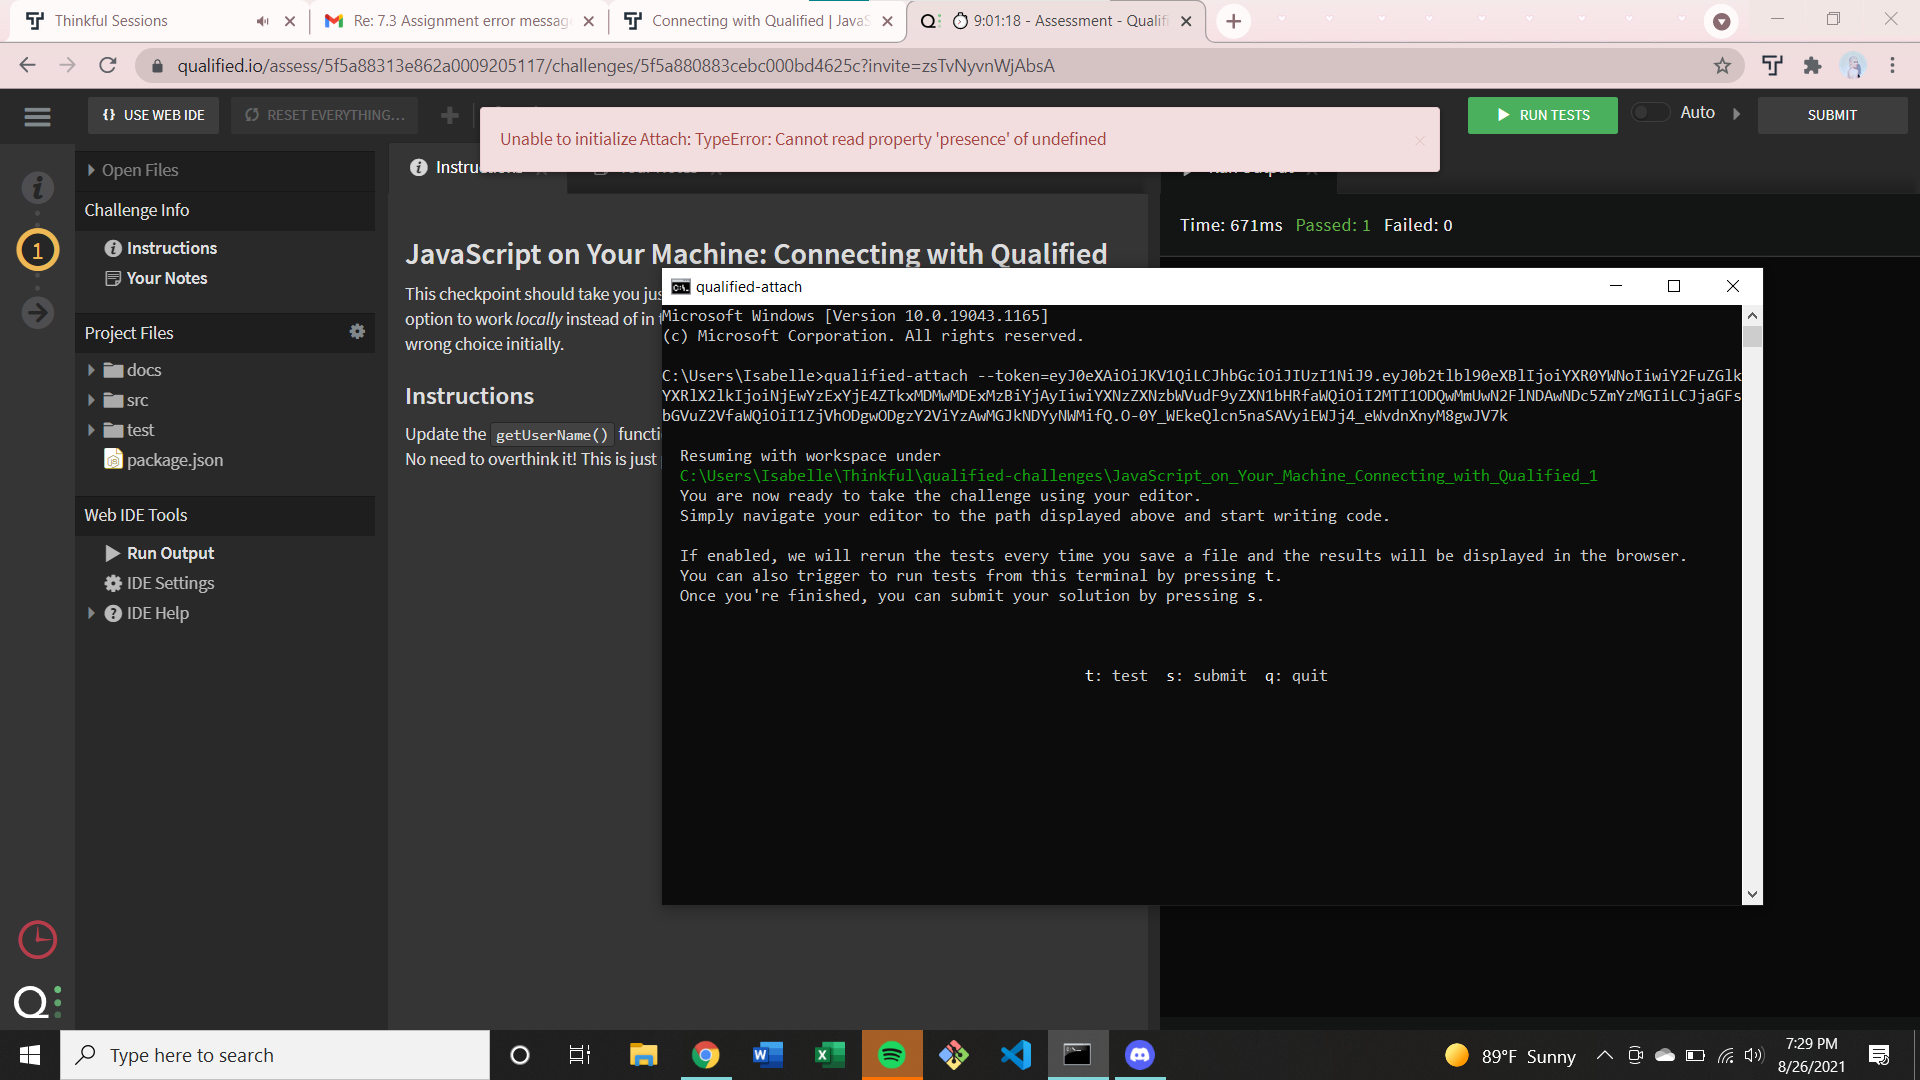 Thinkful Sessions
Re: 7.3 Assignment error messag
Connecting with Qualified | JavaS
9:01:18 - Assessment - Qualifi
qualified.io/assess/5f5a88313e862a0009205117/challenges/5f5a880883cebc000bd4625c?invite=zsTvNyvnWjAbsA
USE WEB IDE
RESET EVERYTHING...
Unable to initialize Attach: TypeError: Cannot read property 'presence' of undefined
RUN TESTS
Auto
SUBMIT
Open Files
Challenge Info
Instructions
Your Notes
Project Files
docs
src
test
package.json
Web IDE Tools
Run Output
IDE Settings
IDE Help
1
JavaScript on Your Machine: Connecting with Qualified
This checkpoint should take you jus
option to work locally instead of in t
wrong choice initially.
Instructions
Update the getUserName() functi
No need to overthink it! This is just
Time: 671ms Passed: 1 Failed: 0
qualified-attach
Microsoft Windows [Version 10.0.19043.1165]
(c) Microsoft Corporation. All rights reserved.
C:\Users\Isabelle>qualified-attach --token=eyJ0eXAiOiJKV1QiLCJhbGciOiJIUzI1NiJ9.eyJ0b2tlbl90eXBlIjoiYXR0YWNoIiwiY2FuZGlk
YXRlX2lkIjoiNjEwYzExYjE4ZTkxMDMwMDExMzBiYjAyIiwiYXNzZXNzbWVudF9yZXN1bHRfaWQiOiI2MTI1ODQwMmUwN2FlNDAwNDc5ZmYzMGIiLCJjaGFs
bGVuZ2VfaWQiOiI1ZjVhODgwODgzY2ViYzAwMGJkNDYyNWMifQ.O-0Y_WEkeQlcn5naSAVyiEWJj4_eWvdnXnyM8gwJV7k
Resuming with workspace under
C:\Users\Isabelle\Thinkful\qualified-challenges\JavaScript_on_Your_Machine_Connecting_with_Qualified_1
You are now ready to take the challenge using your editor.
Simply navigate your editor to the path displayed above and start writing code.
If enabled, we will rerun the tests every time you save a file and the results will be displayed in the browser.
You can also trigger to run tests from this terminal by pressing t.
Once you're finished, you can submit your solution by pressing s.
t: test s: submit q: quit
Type here to search
89°F Sunny
7:29 PM
8/26/2021